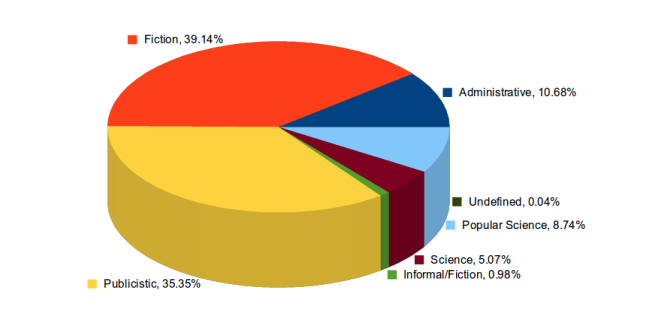 Fiction, 39.14%
Administrative, 10.68%
Undefined, 0.04%
Popular Science, 8.74%
Science, 5.07%
Informal/Fiction, 0.98%
Publicistic, 35.35%